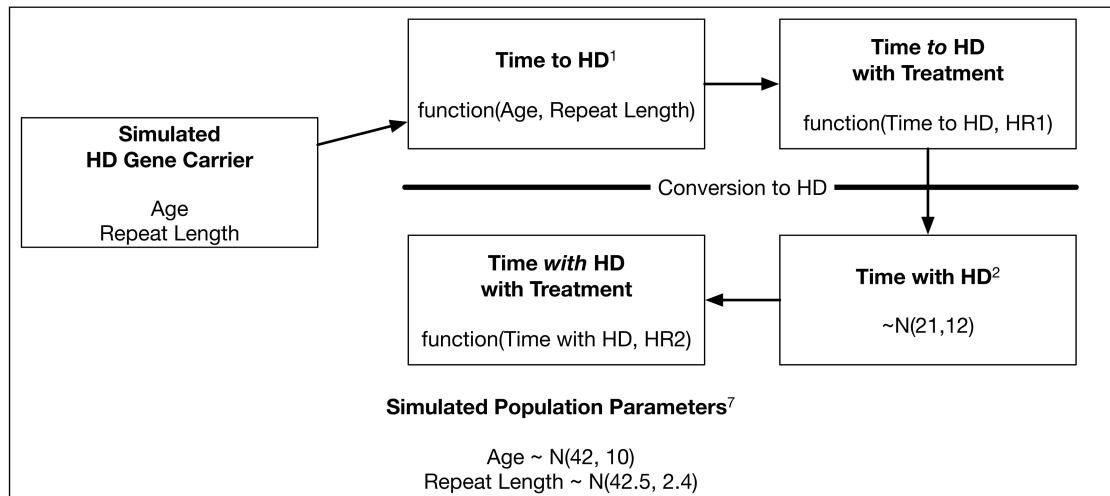 Simulated
HD Gene Carrier
Age
Repeat Length
Time to HD¹
function(Age, Repeat Length)
Time to HD
with Treatment
function(Time to HD, HR1)
Conversion to HD
Time with HD²
~N(21,12)
Time with HD
with Treatment
function(Time with HD, HR2)
Simulated Population Parameters⁷
Age ~ N(42, 10)
Repeat Length ~ N(42.5, 2.4)